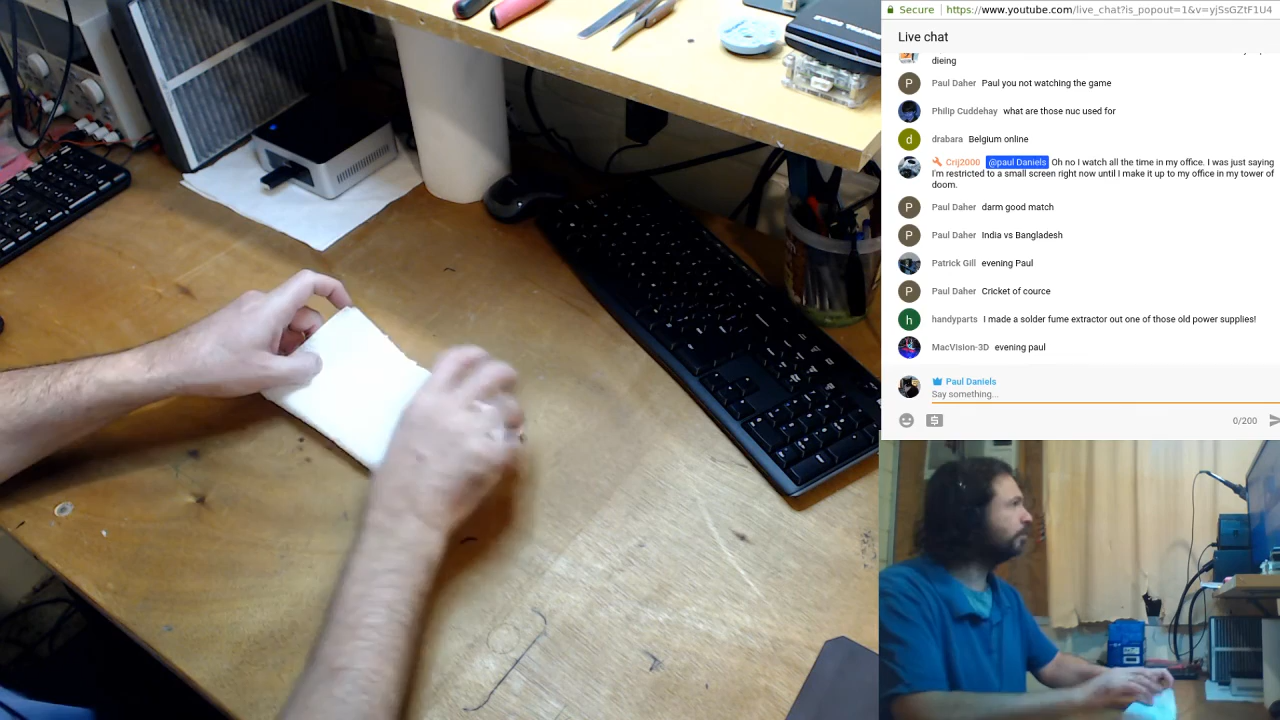 Secure https://www.youtube.com/live_chat?is_popout=1&v=yjSsGZtF1U4
Live chat
dieing
P Paul Daher Paul you not watching the game
Philip Cuddehay what are those nuc used for
d drabara Belgium online
Crij2000 @paul Daniels Oh no I watch all the time in my office. I was just saying
I'm restricted to a small screen right now until I make it up to my office in my tower of
doom.
P Paul Daher darm good match
P Paul Daher India vs Bangladesh
Patrick Gill evening Paul
P Paul Daher Cricket of cource
h handyparts I made a solder fume extractor out one of those old power supplies!
MacVision-3D evening paul
Paul Daniels
Say something...
0/200